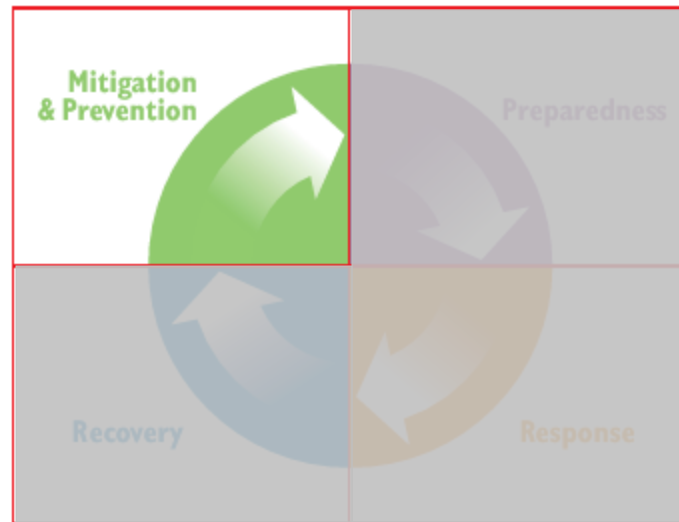 Mitigation
& Prevention
Preparedness
Recovery
Response